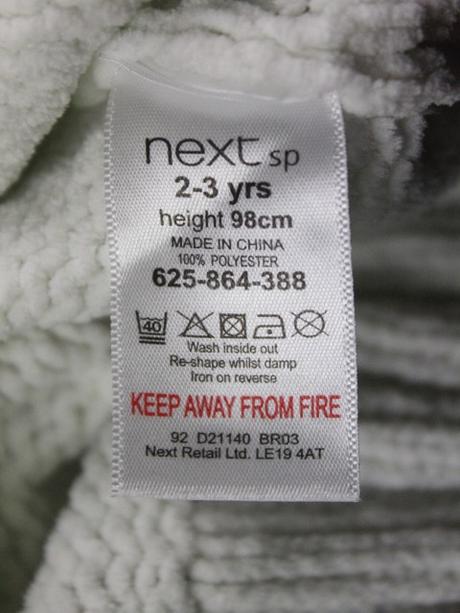 next sp
2-3 yrs
height 98cm
MADE IN CHINA
100% POLYESTER
625-864-388
40
Wash inside out
Re-shape whilst damp
Iron on reverse
KEEP AWAY FROM FIRE
92 D21140 BR03
Next Retail Ltd. LE19 4AT